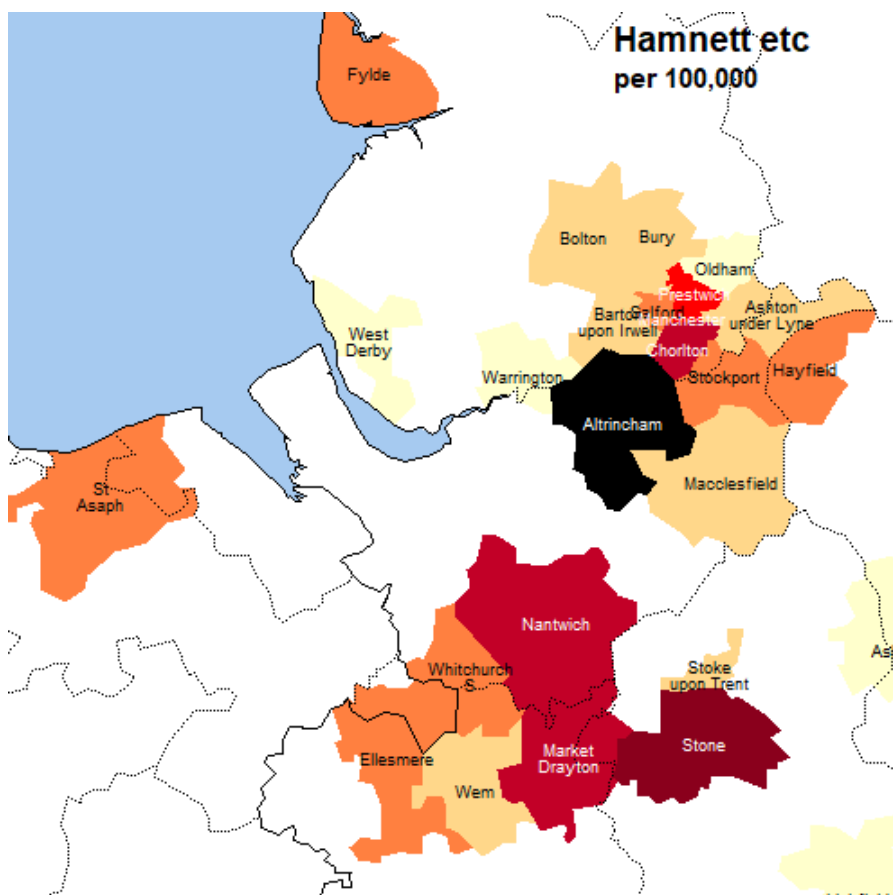 Hamnett etc
per 100,000
Fylde
Bolton
Bury
Oldham
Prestwich
Salford
Manchester
Barton
upon Irwell
Ashton
under Lyne
Chorlton
West
Derby
Warrington
Stockport
Hayfield
Altrincham
Macclesfield
St
Asaph
Nantwich
Whitchurch
S
Stoke
upon Trent
Ellesmere
Market
Drayton
Stone
Wem